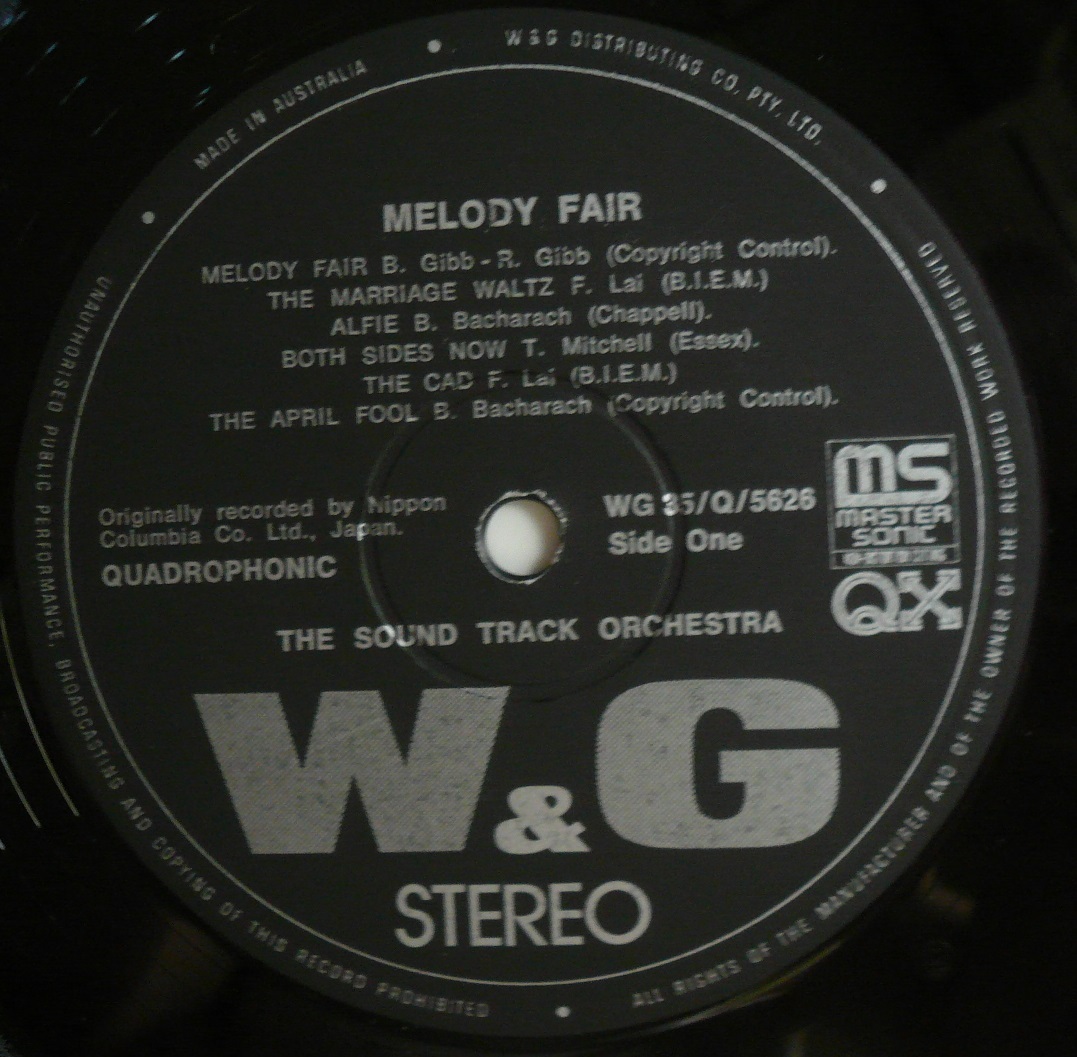 MADE IN AUSTRALIA
W&G DISTRIBUTING CO. PTY. LTD.
MELODY FAIR
MELODY FAIR B. Gibb - R. Gibb (Copyright Control).
THE MARRIAGE WALTZ F. Lai (B.I.E.M.)
ALFIE B. Bacharach (Chappell).
BOTH SIDES NOW T. Mitchell (Essex).
THE CAD F. Lai (B.I.E.M.)
THE APRIL FOOL B. Bacharach (Copyright Control).
Originally recorded by Nippon
Columbia Co. Ltd., Japan.
QUADROPHONIC
WG 35/Q/5626
Side One
MS
MASTER
SONIC
QX
THE SOUND TRACK ORCHESTRA
W&G
STEREO
UNAUTHORISED PUBLIC PERFORMANCE, BROADCASTING AND COPYING OF THIS RECORD PROHIBITED
ALL RIGHTS OF THE MANUFACTURER AND OF THE OWNER OF THE RECORDED WORK RESERVED